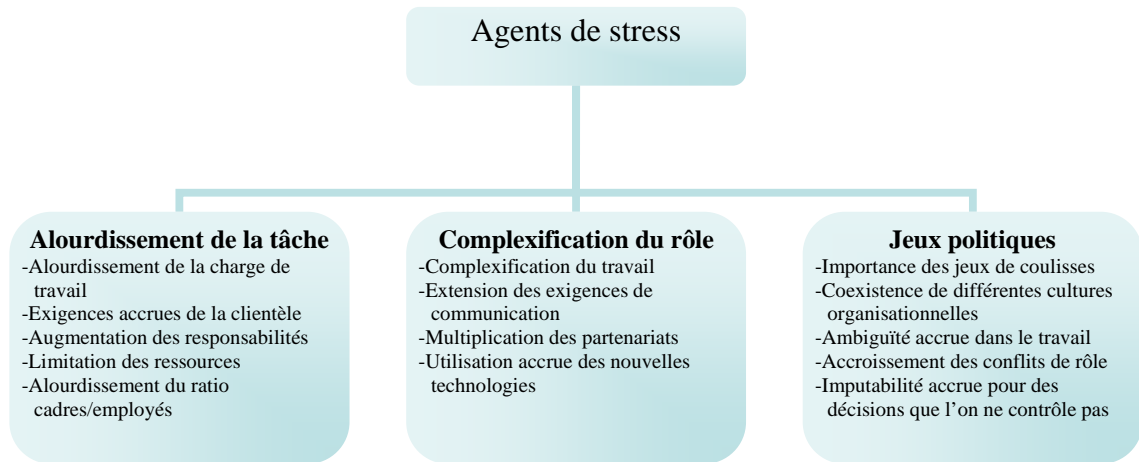 Agents de stress
Alourdissement de la tâche
-Alourdissement de la charge de
travail
-Exigences accrues de la clientèle
-Augmentation des responsabilités
-Limitation des ressources
-Alourdissement du ratio
cadres/employés
Complexification du rôle
-Complexification du travail
-Extension des exigences de
communication
-Multiplication des partenariats
-Utilisation accrue des nouvelles
technologies
Jeux politiques
-Importance des jeux de coulisses
-Coexistence de différentes cultures
organisationnelles
-Ambiguïté accrue dans le travail
-Accroissement des conflits de rôle
-Imputabilité accrue pour des
décisions que l’on ne contrôle pas